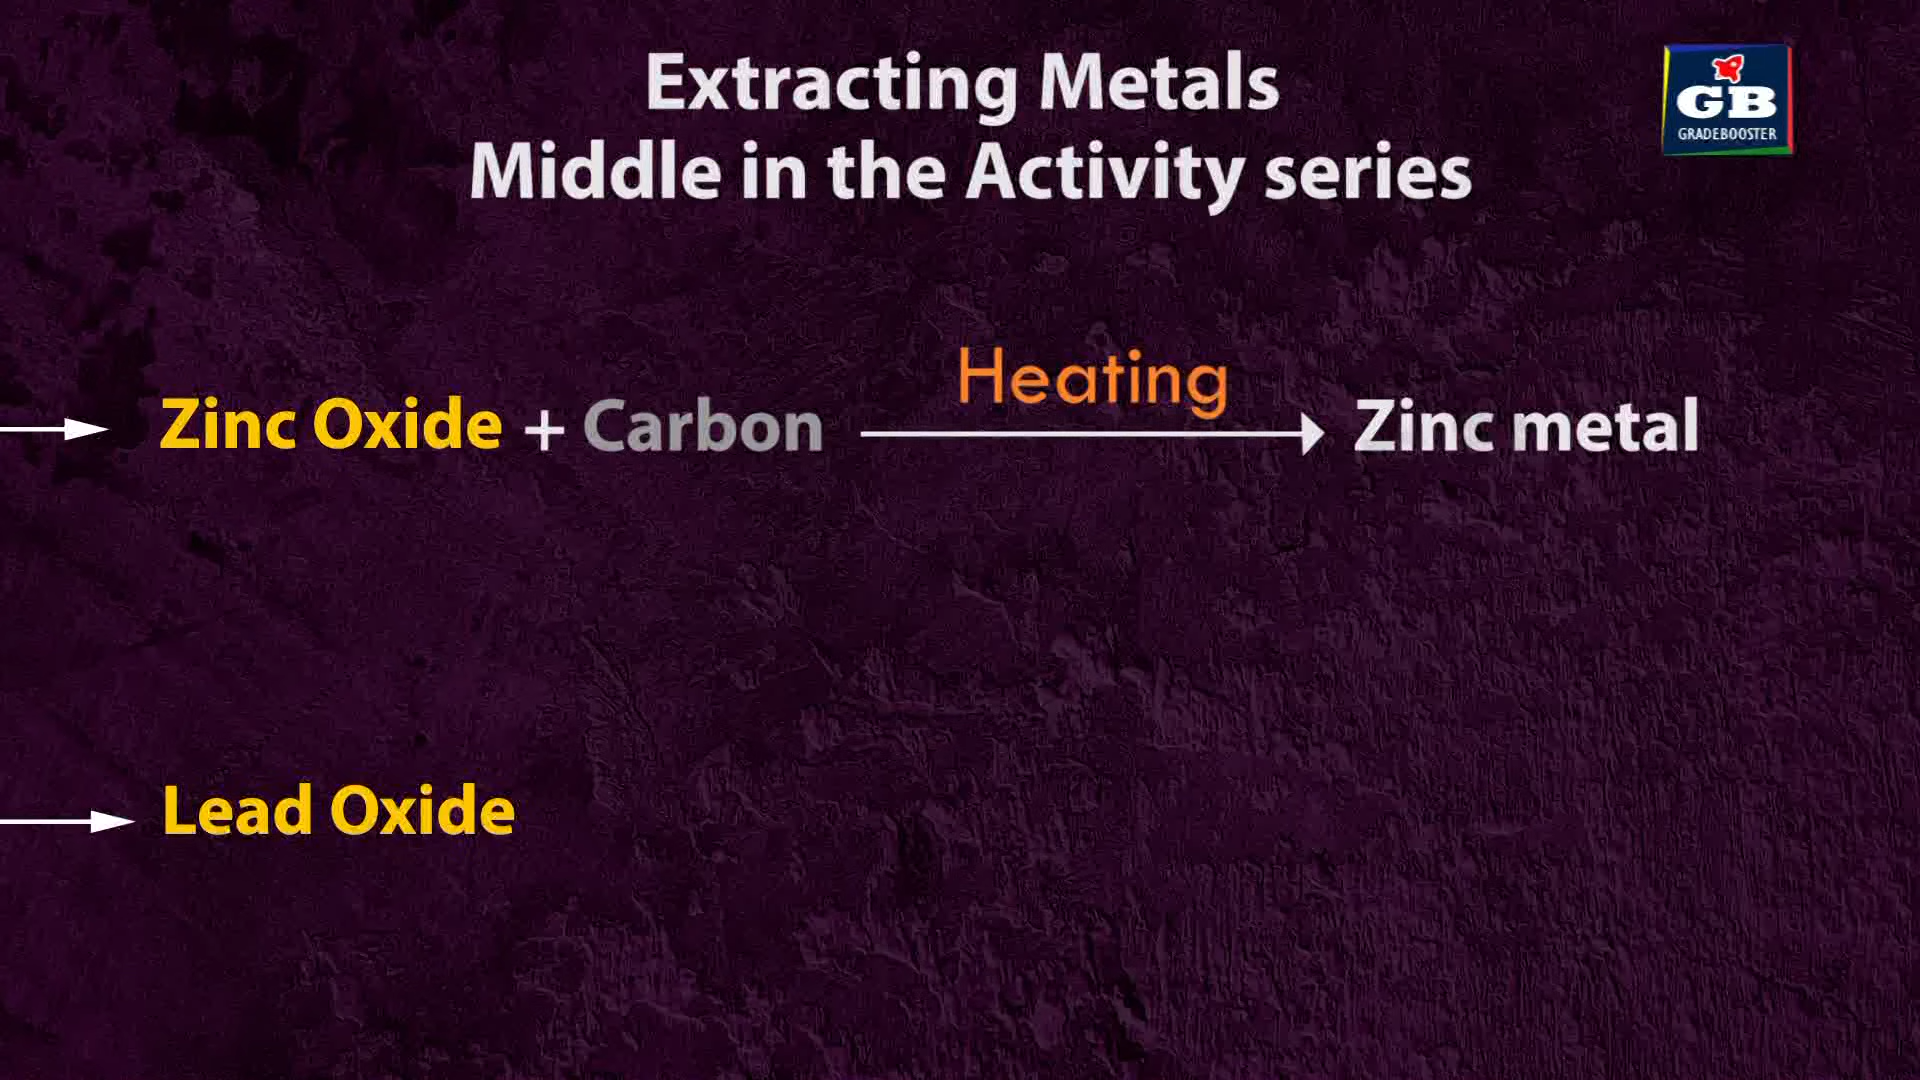 Extracting Metals
Middle in the Activity series
GB
GRADEBOOSTER
Heating
Zinc Oxide + Carbon Zinc metal
Lead Oxide